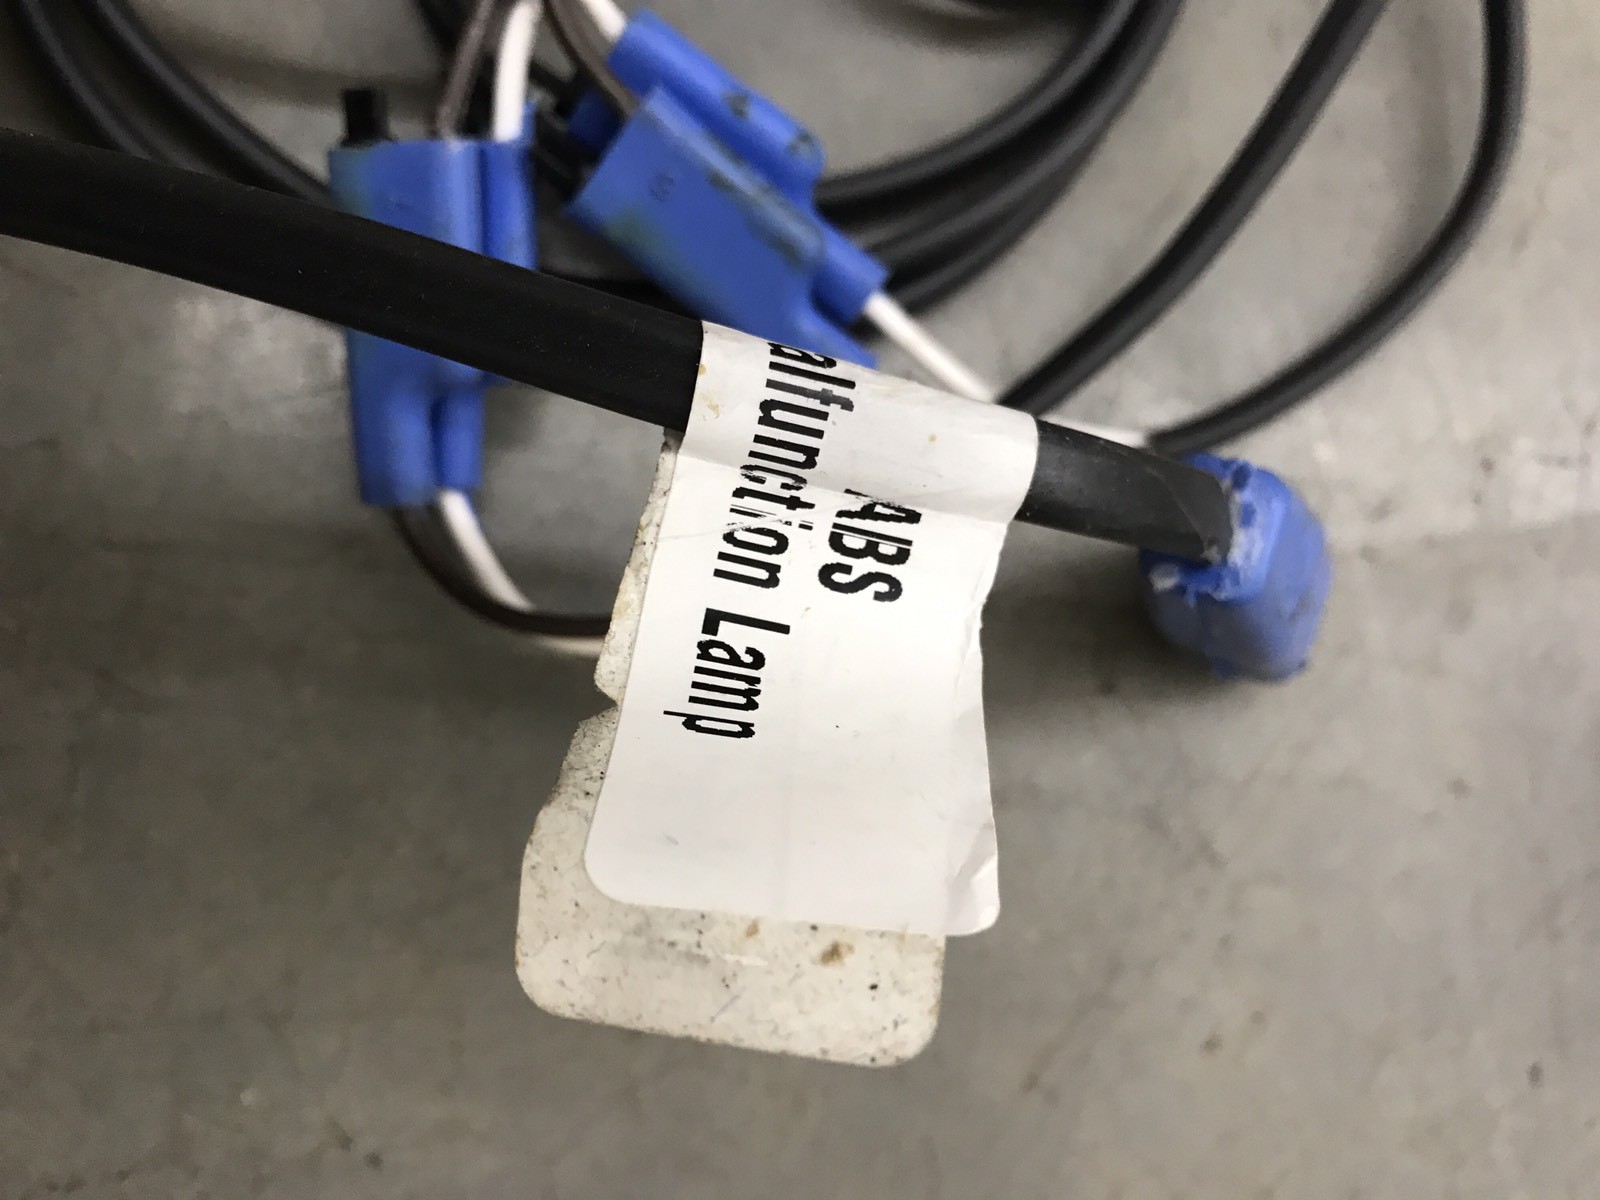 ABS
alfunction Lamp